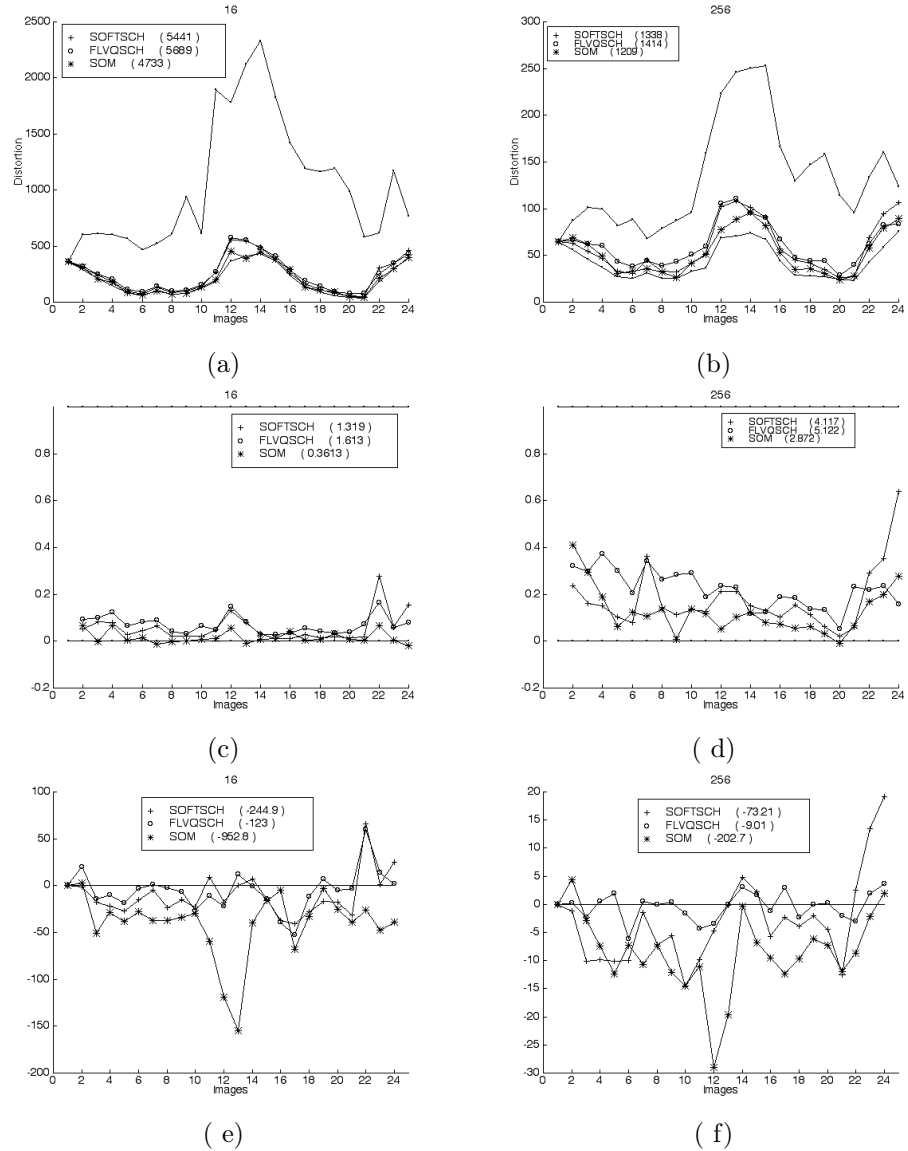 16
SOFTSCH (5441)
FLVQSCH (5689)
SOM (4733)
Distortion
2500
2000
1500
1000
500
0
0 2 4 6 8 10 12 14 16 18 20 22 24
Images
(a)
256
SOFTSCH (1338)
FLVQSCH (1414)
SOM (1209)
Distortion
300
250
200
150
100
50
0
0 2 4 6 8 10 12 14 16 18 20 22 24
Images
(b)
16
SOFTSCH (1.319)
FLVQSCH (1.613)
SOM (0.3613)
0.8
0.6
0.4
0.2
0
-0.2
0 2 4 6 8 10 12 14 16 18 20 22 24
Images
(c)
256
SOFTSCH (4.117)
FLVQSCH (5.122)
SOM (2.872)
0.8
0.6
0.4
0.2
0
-0.2
0 2 4 6 8 10 12 14 16 18 20 22 24
Images
( d)
16
SOFTSCH (-244.9)
FLVQSCH (-123)
SOM (-952.8)
100
50
0
-50
-100
-150
-200
0 2 4 6 8 10 12 14 16 18 20 22 24
Images
( e)
256
SOFTSCH (-73.21)
FLVQSCH (-9.01)
SOM (-202.7)
20
15
10
5
0
-5
-10
-15
-20
-25
-30
0 2 4 6 8 10 12 14 16 18 20 22 24
Images
( f)